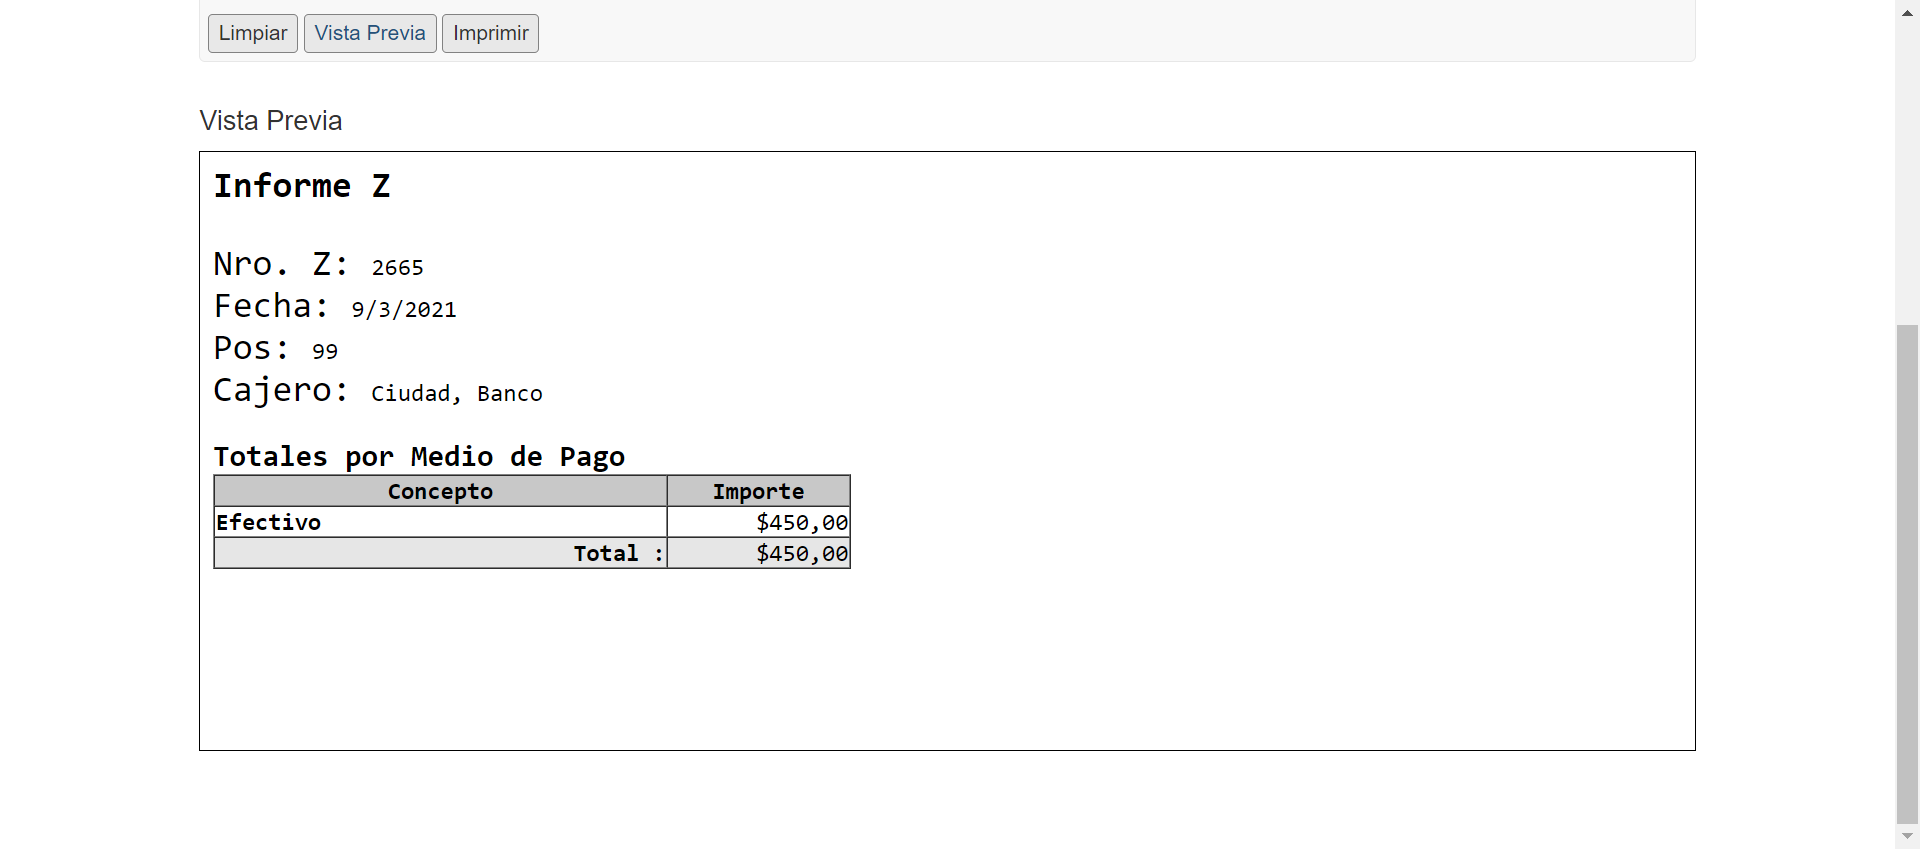 Limpiar Vista Previa Imprimir
Vista Previa
Informe Z
Nro. Z: 2665
Fecha: 9/3/2021
Pos: 99
Cajero: Ciudad, Banco
Totales por Medio de Pago
Concepto Importe
Efectivo $450,00
Total : $450,00